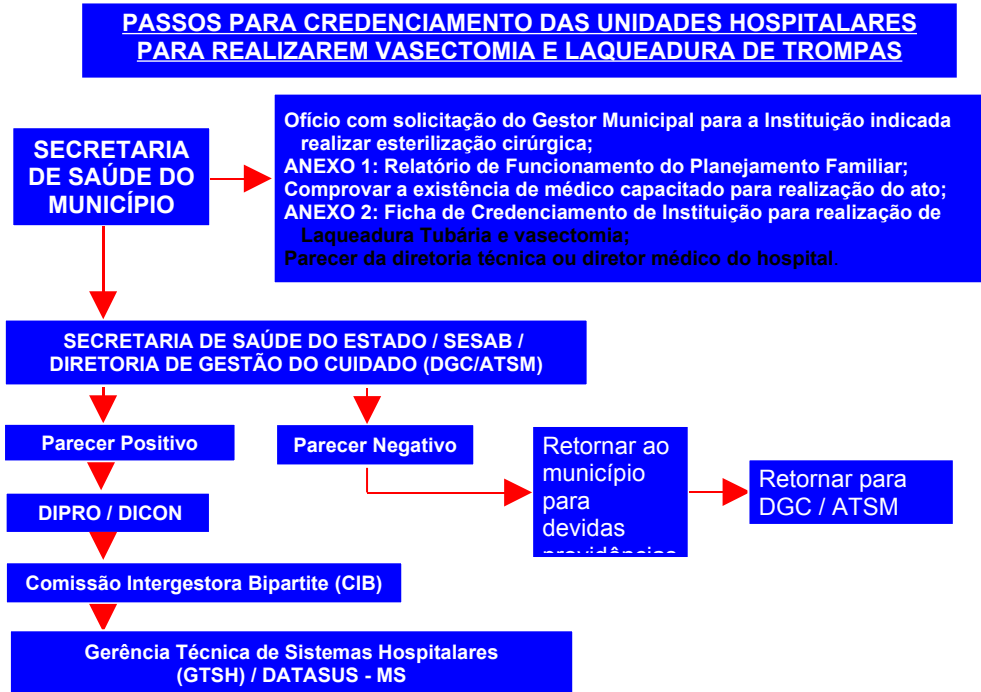 PASSOS PARA CREDENCIAMENTO DAS UNIDADES HOSPITALARES
PARA REALIZAREM VASECTOMIA E LAQUEADURA DE TROMPAS
SECRETARIA
DE SAÚDE DO
MUNICÍPIO
Ofício com solicitação do Gestor Municipal para a Instituição indicada
realizar esterilização cirúrgica;
ANEXO 1: Relatório de Funcionamento do Planejamento Familiar;
Comprovar a existência de médico capacitado para realização do ato;
ANEXO 2: Ficha de Credenciamento de Instituição para realização de
Laqueadura Tubária e vasectomia;
Parecer da diretoria técnica ou diretor médico do hospital.
SECRETARIA DE SAÚDE DO ESTADO / SESAB /
DIRETORIA DE GESTÃO DO CUIDADO (DGC/ATSM)
Parecer Positivo
Parecer Negativo
Retornar ao
município
para
devidas
providências
Retornar para
DGC / ATSM
DIPRO / DICON
Comissão Intergestora Bipartite (CIB)
Gerência Técnica de Sistemas Hospitalares
(GTSH) / DATASUS - MS